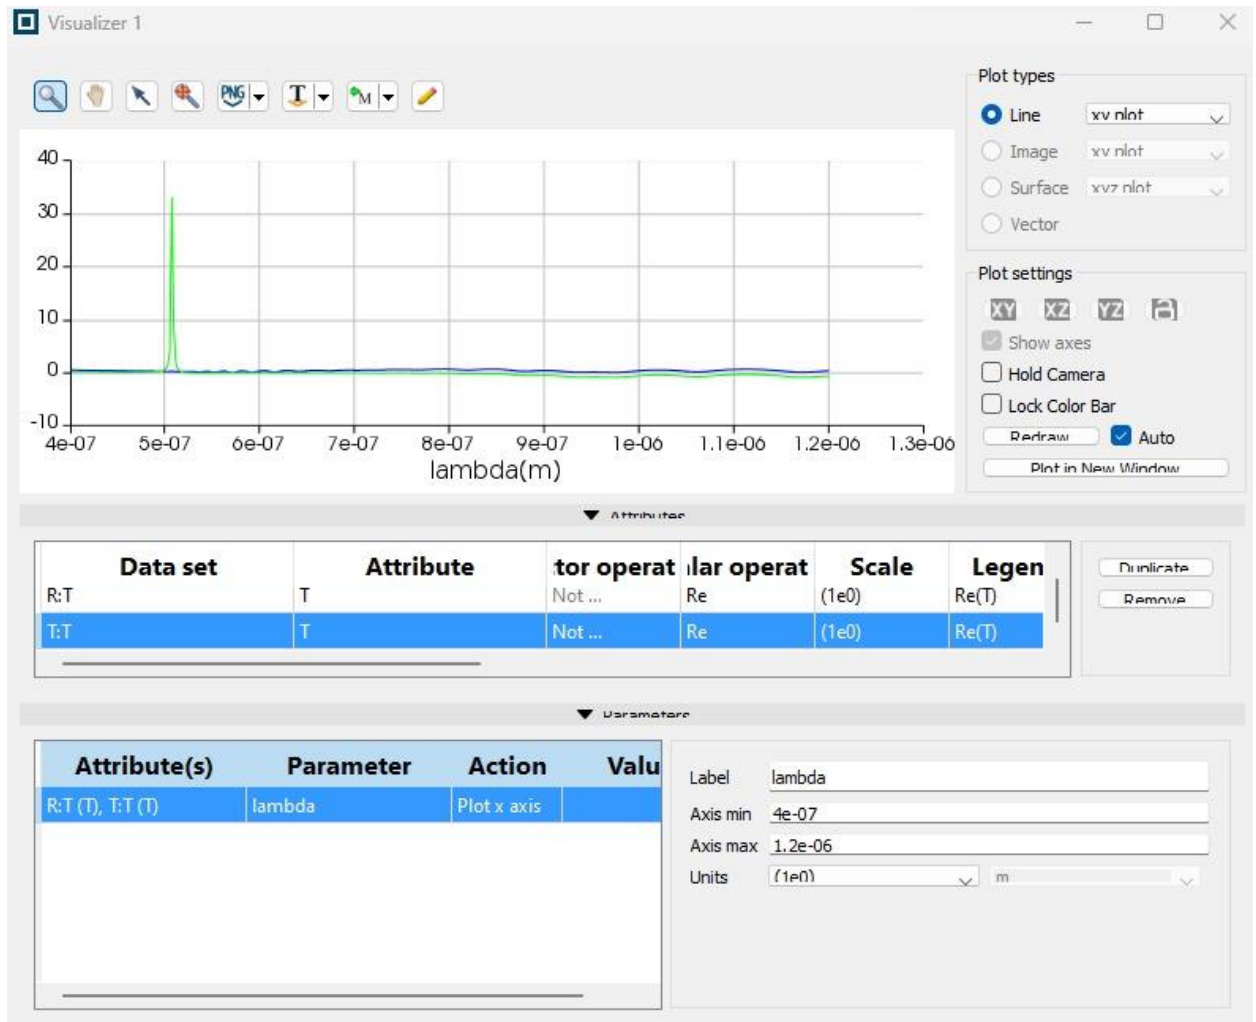 Visualizer 1
PNG
T
M
40
30
20
10
0
-10
4e-07 5e-07 6e-07 7e-07 8e-07 9e-07 1e-06 1.1e-06 1.2e-06 1.3e-06
lambda(m)
Plot types
Line xy plot
Image xy plot
Surface xyz plot
Vector
Plot settings
XY XZ YZ
Show axes
Hold Camera
Lock Color Bar
Redraw Auto
Plot in New Window
Attributes
Data set Attribute :tor operat lar operat Scale Legen
R:T T Not ... Re (1e0) Re(T)
T:T T Not ... Re (1e0) Re(T)
Duplicate
Remove
Parameters
Attribute(s) Parameter Action Valu
R:T (T), T:T (T) lambda Plot x axis
Label lambda
Axis min 4e-07
Axis max 1.2e-06
Units (1e0) m